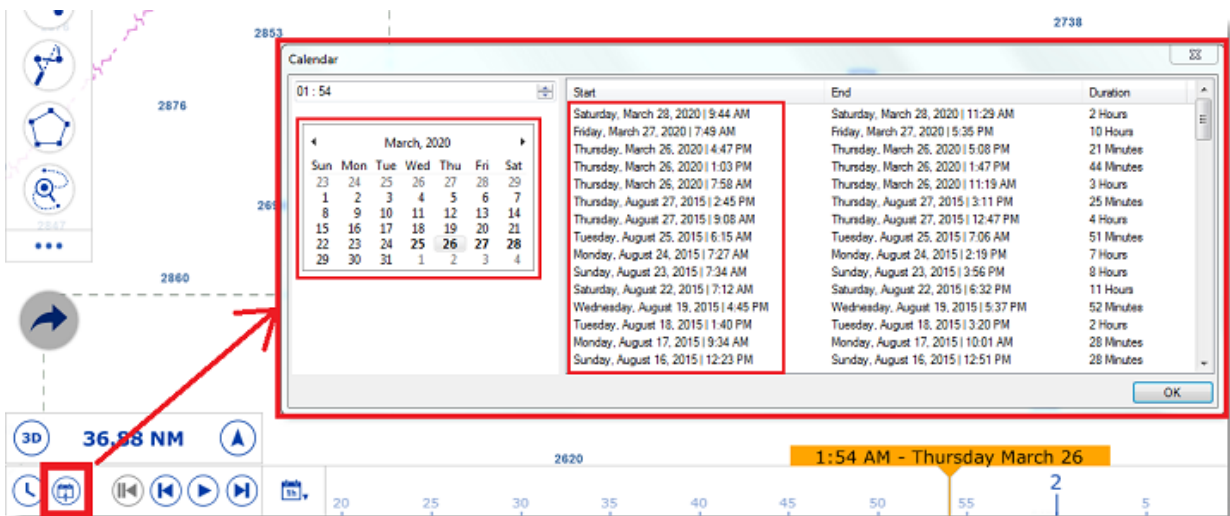 2738
2853
Calendar
01 : 54
Start End Duration
Saturday, March 28, 2020 | 9:44 AM Saturday, March 28, 2020 | 11:29 AM 2 Hours
2876
Friday, March 27, 2020 | 7:49 AM Friday, March 27, 2020 | 5:35 PM 10 Hours
March, 2020
Thursday, March 26, 2020 | 4:47 PM Thursday, March 26, 2020 | 5:08 PM 21 Minutes
Thursday, March 26, 2020 | 1:03 PM Thursday, March 26, 2020 | 1:47 PM 44 Minutes
Sun Mon Tue Wed Thu Fri Sat
Thursday, March 26, 2020 | 7:58 AM Thursday, March 26, 2020 | 11:19 AM 3 Hours
23 24 25 26 27 28 29
Thursday, August 27, 2015 | 2:45 PM Thursday, August 27, 2015 | 3:11 PM 25 Minutes
1 2 3 4 5 6 7
8 9 10 11 12 13 14
Thursday, August 27, 2015 | 9:08 AM Thursday, August 27, 2015 | 12:47 PM 4 Hours
15 16 17 18 19 20 21
2847
Tuesday, August 25, 2015 | 6:15 AM Tuesday, August 25, 2015 | 7:06 AM 51 Minutes
22 23 24 25 26 27 28
Monday, August 24, 2015 | 7:27 AM Monday, August 24, 2015 | 2:19 PM 7 Hours
29 30 31 1 2 3 4
Sunday, August 23, 2015 | 7:34 AM Sunday, August 23, 2015 | 3:56 PM 8 Hours
2860
Saturday, August 22, 2015 | 7:12 AM Saturday, August 22, 2015 | 6:32 PM 11 Hours
Wednesday, August 19, 2015 | 4:45 PM Wednesday, August 19, 2015 | 5:37 PM 52 Minutes
Tuesday, August 18, 2015 | 1:40 PM Tuesday, August 18, 2015 | 3:20 PM 2 Hours
Monday, August 17, 2015 | 9:34 AM Monday, August 17, 2015 | 10:01 AM 28 Minutes
Sunday, August 16, 2015 | 12:23 PM Sunday, August 16, 2015 | 12:51 PM 28 Minutes
OK
3D 36.88 NM
2620
1:54 AM - Thursday March 26
1h
2
20 25 30 35 40 45 50 55 5